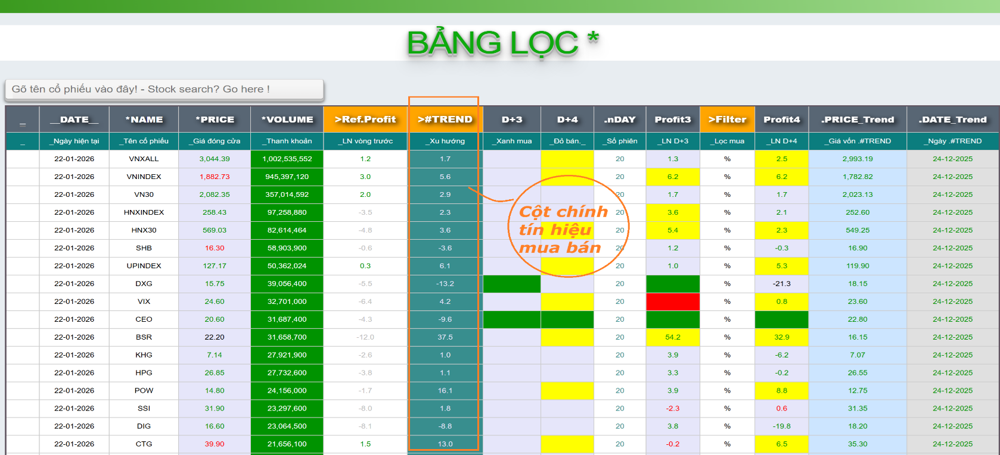 BẢNG LỌC *
Gõ tên cổ phiếu vào đây! - Stock search? Go here !
_ __DATE__ *NAME *PRICE *VOLUME >Ref.Profit >#TREND D+3 D+4 .nDAY Profit3 >Filter Profit4 .PRICE_Trend .DATE_Trend
_ _Ngày hiện tại _Tên cổ phiếu _Giá đóng cửa _Thanh khoản _LN vòng trước _Xu hướng _Xanh mua _Đỏ bán._ _Số phiên _LN D+3 _Lọc mua _LN D+4 _Giá vốn .#TREND _Ngày .#TREND
22-01-2026 VNXALL 3,044.39 1,002,535,552 1.2 1.7 20 1.3 % 2.5 2,993.19 24-12-2025
22-01-2026 VNINDEX 1,882.73 945,397,120 3.0 5.6 20 6.2 % 6.2 1,782.82 24-12-2025
22-01-2026 VN30 2,082.35 357,014,592 2.0 2.9 20 1.7 % 1.7 2,023.13 24-12-2025
22-01-2026 HNXINDEX 258.43 97,258,880 -3.5 2.3 20 3.6 % 2.1 252.60 24-12-2025
22-01-2026 HNX30 569.03 82,614,464 -4.8 3.6 20 5.4 % 2.3 549.25 24-12-2025
22-01-2026 SHB 16.30 58,903,900 -0.6 -3.6 20 1.2 % -0.3 16.90 24-12-2025
22-01-2026 UPINDEX 127.17 50,362,024 0.3 6.1 20 1.0 % 5.3 119.90 24-12-2025
22-01-2026 DXG 15.75 39,056,400 -5.5 -13.2 20 % -21.3 18.15 24-12-2025
22-01-2026 VIX 24.60 32,701,000 -6.4 4.2 20 % 0.8 23.60 24-12-2025
22-01-2026 CEO 20.60 31,687,400 -4.3 -9.6 20 % 22.80 24-12-2025
22-01-2026 BSR 22.20 31,658,700 -12.0 37.5 20 54.2 % 32.9 16.15 24-12-2025
22-01-2026 KHG 7.14 27,921,900 -2.6 1.0 20 3.9 % -6.2 7.07 24-12-2025
22-01-2026 HPG 26.85 27,732,600 -3.8 1.1 20 3.3 % -0.2 26.55 24-12-2025
22-01-2026 POW 14.80 24,156,000 -1.7 16.1 20 3.9 % 8.8 12.75 24-12-2025
22-01-2026 SSI 31.90 23,297,600 -8.0 1.8 20 -2.3 % 0.6 31.35 24-12-2025
22-01-2026 DIG 16.60 23,064,500 -8.1 -8.8 20 3.8 % -19.8 18.20 24-12-2025
22-01-2026 CTG 39.90 21,656,100 1.5 13.0 20 -0.2 % 6.5 35.30 24-12-2025
Cột chính
tín hiệu
mua bán